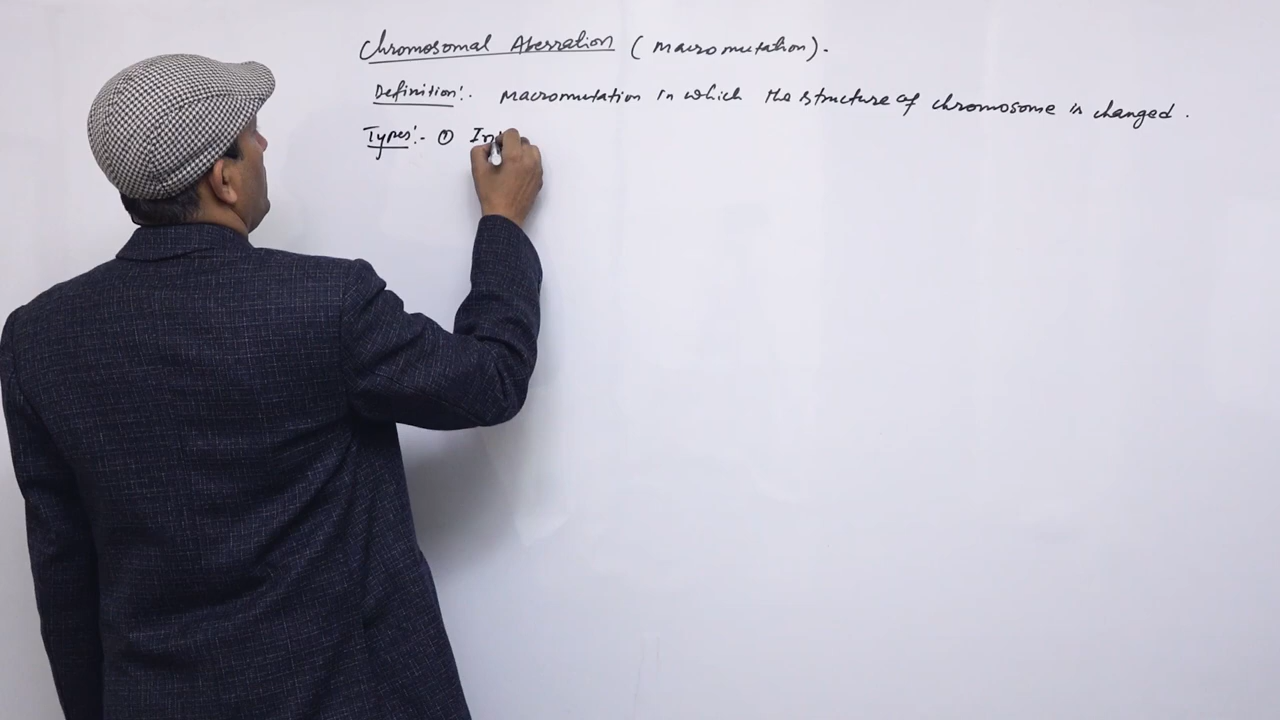 Chromosomal Aberration (Macromutation).
Definition:- Macromutation in which the structure of chromosome is changed.
Types:- ①